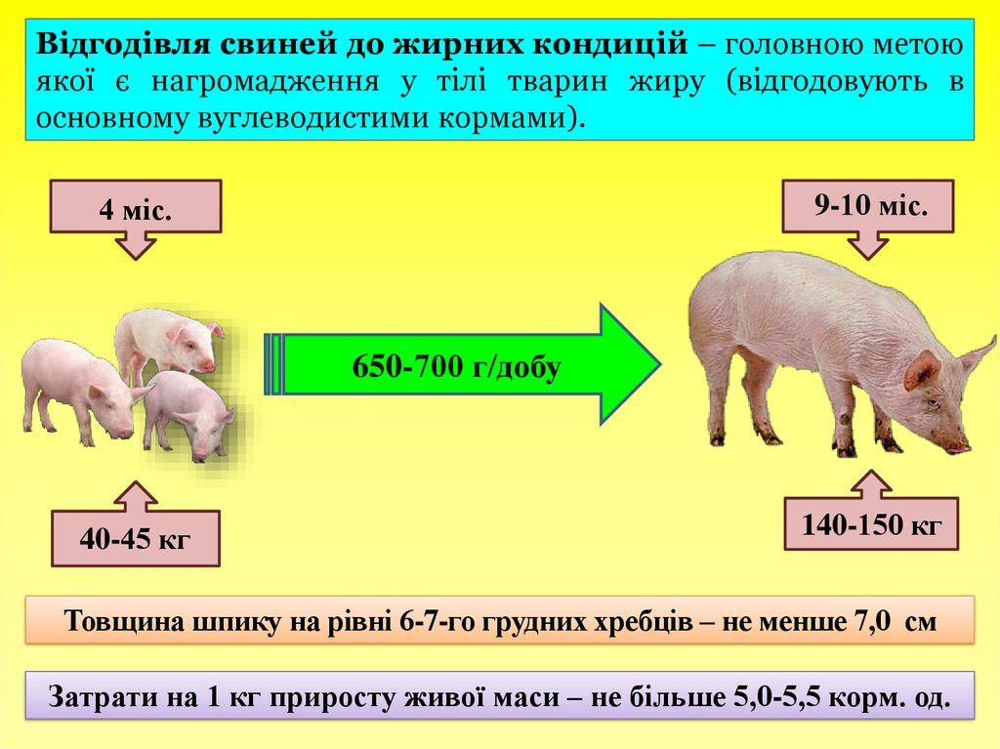 Відгодівля свиней до жирних кондицій – головною метою
якої є нагромадження у тілі тварин жиру (відгодовують в
основному вуглеводистими кормами).
4 міс.
9-10 міс.
650-700 г/добу
40-45 кг
140-150 кг
Товщина шпику на рівні 6-7-го грудних хребців – не менше 7,0 см
Затрати на 1 кг приросту живої маси – не більше 5,0-5,5 корм. од.